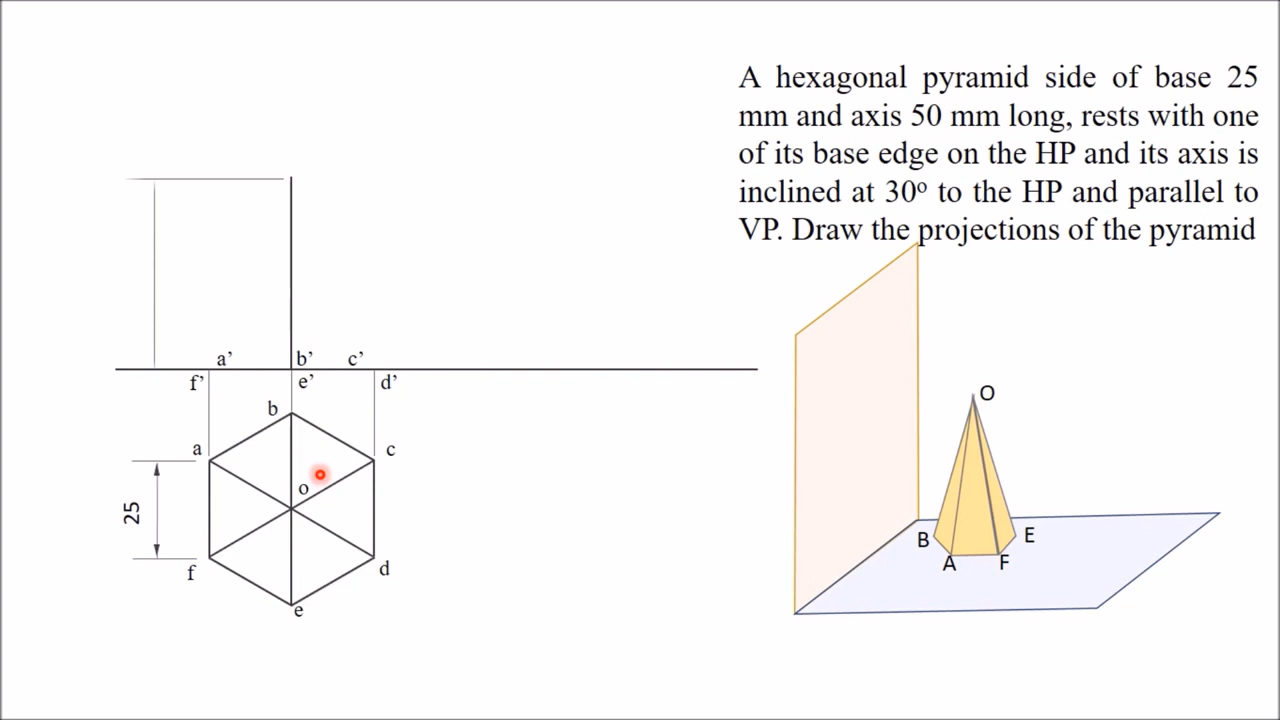 A hexagonal pyramid side of base 25
mm and axis 50 mm long, rests with one
of its base edge on the HP and its axis is
inclined at 30º to the HP and parallel to
VP. Draw the projections of the pyramid
a’ b’ c’
f’ e’ d’
b
a c
o
25
f d
e
O
B E
A F